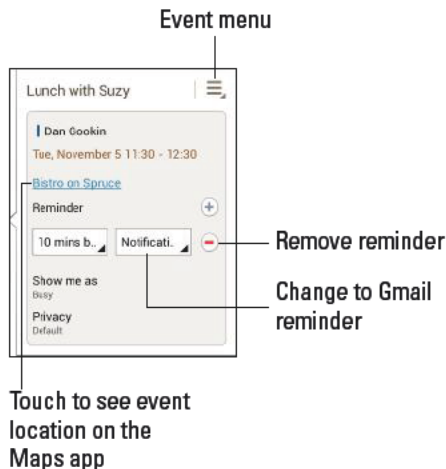 Event menu
Lunch with Suzy
Dan Gookin
Tue, November 5 11:30 - 12:30
Bistro on Spruce
Reminder
10 mins b.. Notificati..
Remove reminder
Show me as
Busy
Change to Gmail
reminder
Privacy
Default
Touch to see event
location on the
Maps app